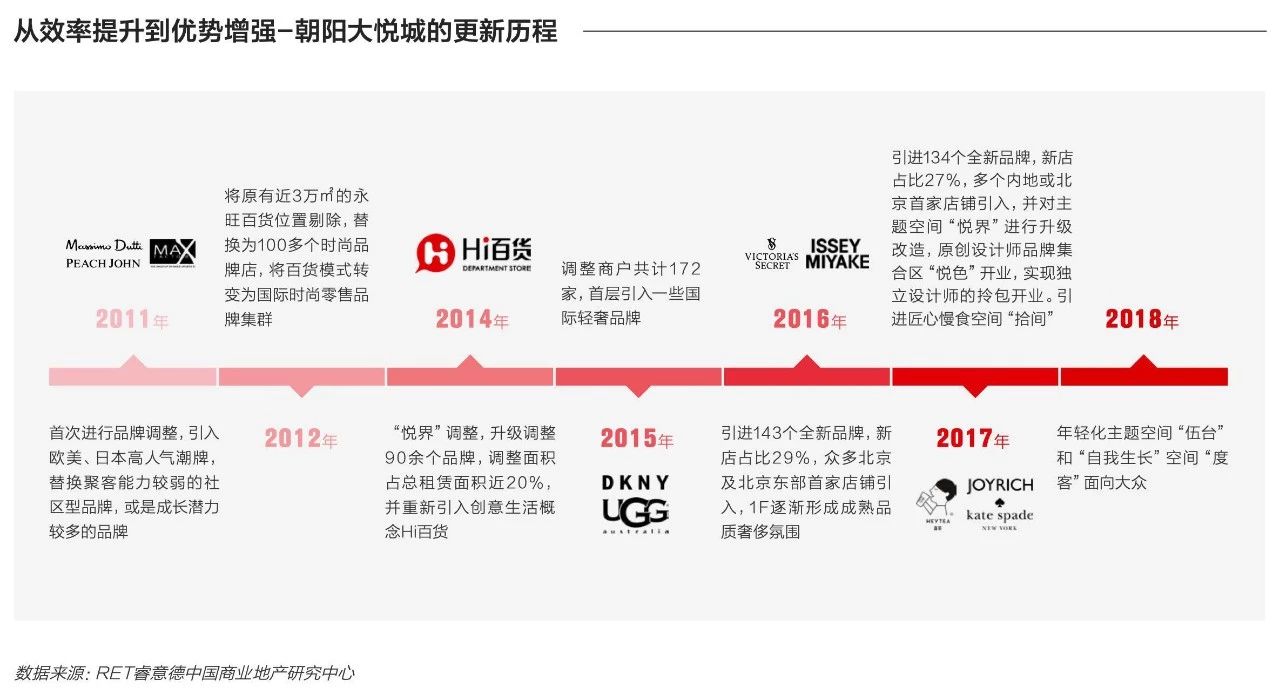 从效率提升到优势增强-朝阳大悦城的更新历程
Massimo Dutti
PEACH JOHN
MAX
2011年
首次进行品牌调整，引入
欧美、日本高人气潮牌，
替换聚客能力较弱的社
区型品牌，或是成长潜力
较多的品牌
将原有近3万㎡的永
旺百货位置剔除，替
换为100多个时尚品
牌店，将百货模式转
变为国际时尚零售品
牌集群
2012年
Hi百货
DEPARTMENT STORE
2014年
“悦界”调整，升级调整
90余个品牌，调整面积
占总租赁面积近20%，
并重新引入创意生活概
念Hi百货
调整商户共计172
家，首层引入一些国
际轻奢品牌
2015年
DKNY
UGG
australia
VICTORIA'S
SECRET
ISSEY
MIYAKE
2016年
引进143个全新品牌，新
店占比29%，众多北京
及北京东部首家店铺引
入，1F逐渐形成成熟品
质奢侈氛围
引进134个全新品牌，新店
占比27%，多个内地或北
京首家店铺引入，并对主
题空间“悦界”进行升级
改造，原创设计师品牌集
合区“悦色”开业，实现独
立设计师的拎包开业。引
进匠心慢食空间“拾间”
2017年
HEYTEA
喜茶
JOYRICH
kate spade
NEW YORK
2018年
年轻化主题空间“伍台”
和“自我生长”空间“度
客”面向大众
数据来源：RET睿意德中国商业地产研究中心